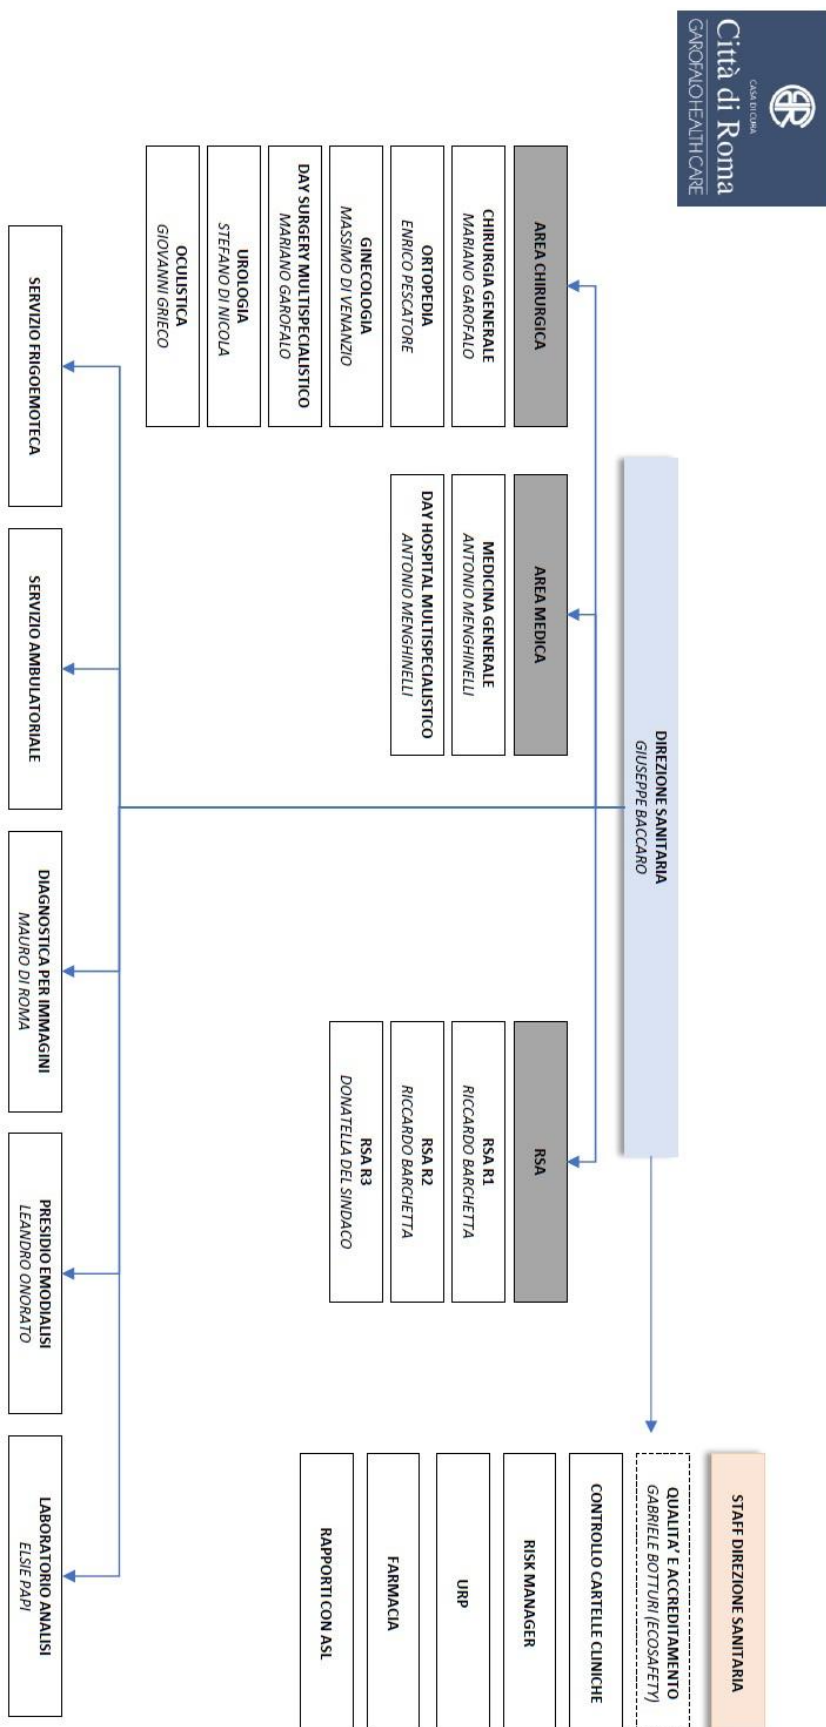 CASA DI CURA
Città di Roma
GAROFALO HEALTH CARE
DIREZIONE SANITARIA
GIUSEPPE BACCARO
STAFF DIREZIONE SANITARIA
QUALITA' E ACCREDITAMENTO
GABRIELE BOTTURI (ECOSAFETY)
CONTROLLO CARTELLE CLINICHE
RISK MANAGER
URP
FARMACIA
RAPPORTI CON ASL
AREA CHIRURGICA
CHIRURGIA GENERALE
MARIANO GAROFALO
ORTOPEDIA
ENRICO PESCATORE
GINECOLOGIA
MASSIMO DI VENANZIO
DAY SURGERY MULTISPECIALISTICO
MARIANO GAROFALO
UROLOGIA
STEFANO DI NICOLA
OCULISTICA
GIOVANNI GRIECO
AREA MEDICA
MEDICINA GENERALE
ANTONIO MENGHINELLI
DAY HOSPITAL MULTISPECIALISTICO
ANTONIO MENGHINELLI
RSA
RSA R1
RICCARDO BARCHETTA
RSA R2
RICCARDO BARCHETTA
RSA R3
DONATELLA DEL SINDACO
SERVIZIO FRIGOEMOTECA
SERVIZIO AMBULATORIALE
DIAGNOSTICA PER IMMAGINI
MAURO DI ROMA
PRESIDIO EMODIALISI
LEANDRO ONORATO
LABORATORIO ANALISI
ELSIE PAPI